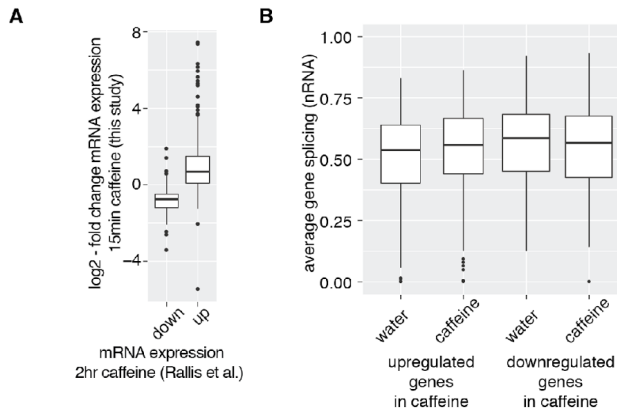 A
log2 - fold change mRNA expression
15min caffeine (this study)
8
4
0
−4
down
up
mRNA expression
2hr caffeine (Rallis et al.)
B
average gene splicing (nRNA)
1.00
0.75
0.50
0.25
0.00
water
caffeine
water
caffeine
upregulated
genes
in caffeine
downregulated
genes
in caffeine